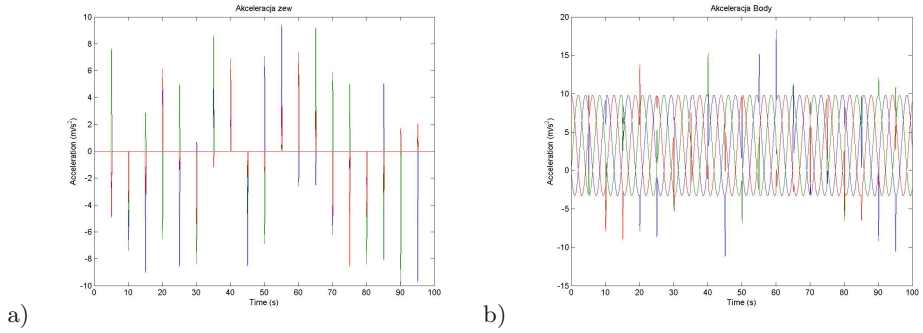 a)
Akceleracja zew
Acceleration (m/s²)
10
8
6
4
2
0
-2
-4
-6
-8
-10
0 10 20 30 40 50 60 70 80 90 100
Time (s)
b)
Akceleracja Body
Acceleration (m/s²)
20
15
10
5
0
-5
-10
-15
0 10 20 30 40 50 60 70 80 90 100
Time (s)